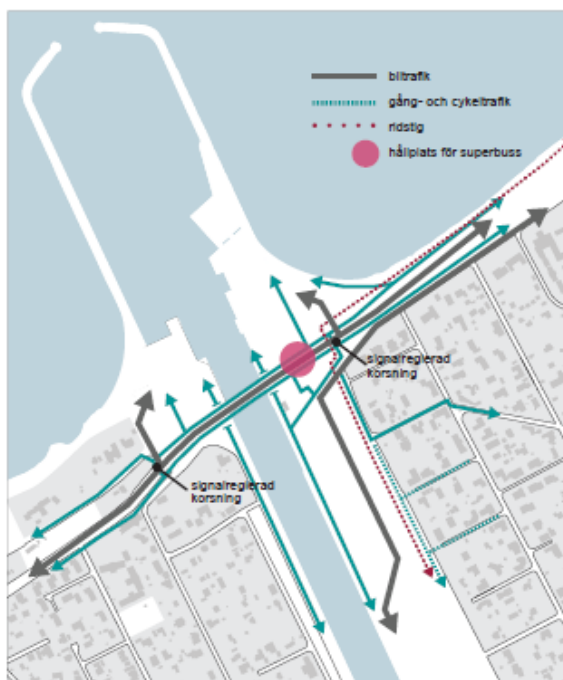 biltrafik
gång- och cykeltrafik
ridstig
hållplats för superbuss
signalreglerad
korsning
signalreglerad
korsning